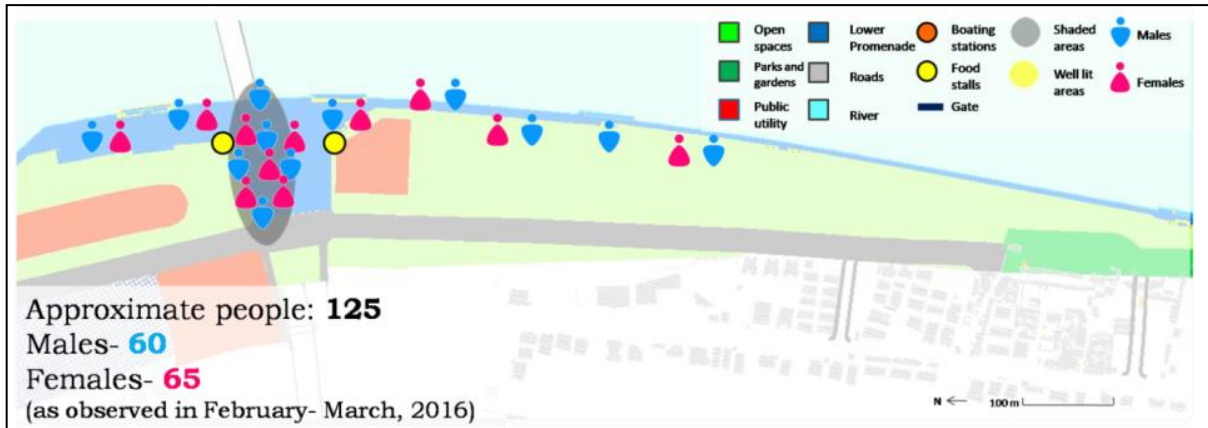 Open
spaces
Lower
Promenade
Boating
stations
Shaded
areas
Males
Parks and
gardens
Roads
Food
stalls
Well lit
areas
Females
Public
utility
River
Gate
Approximate people: 125
Males- 60
Females- 65
(as observed in February- March, 2016)
N
100 m